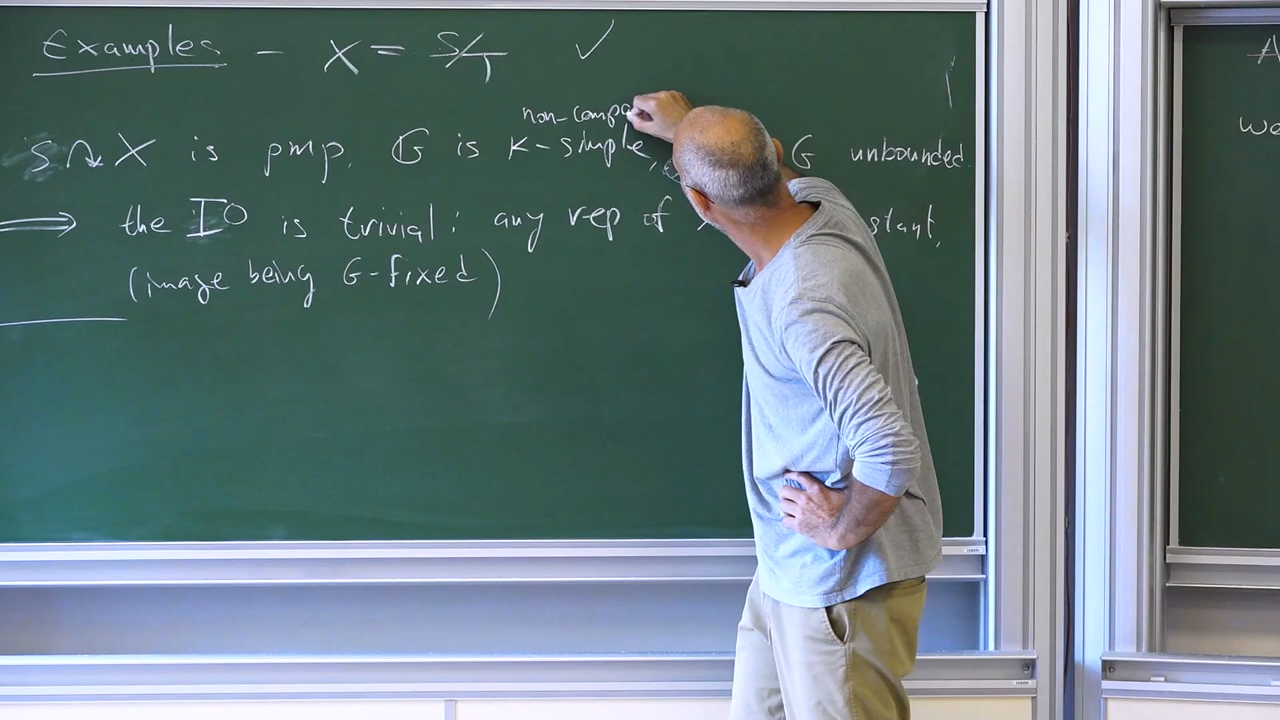 Examples - X = S/T ✓
non-compa
S ↷ X is pmp. G is K-simple, G unbounded
⟹ the IO is trivial: any rep of stant,
(image being G-fixed)
A
wo